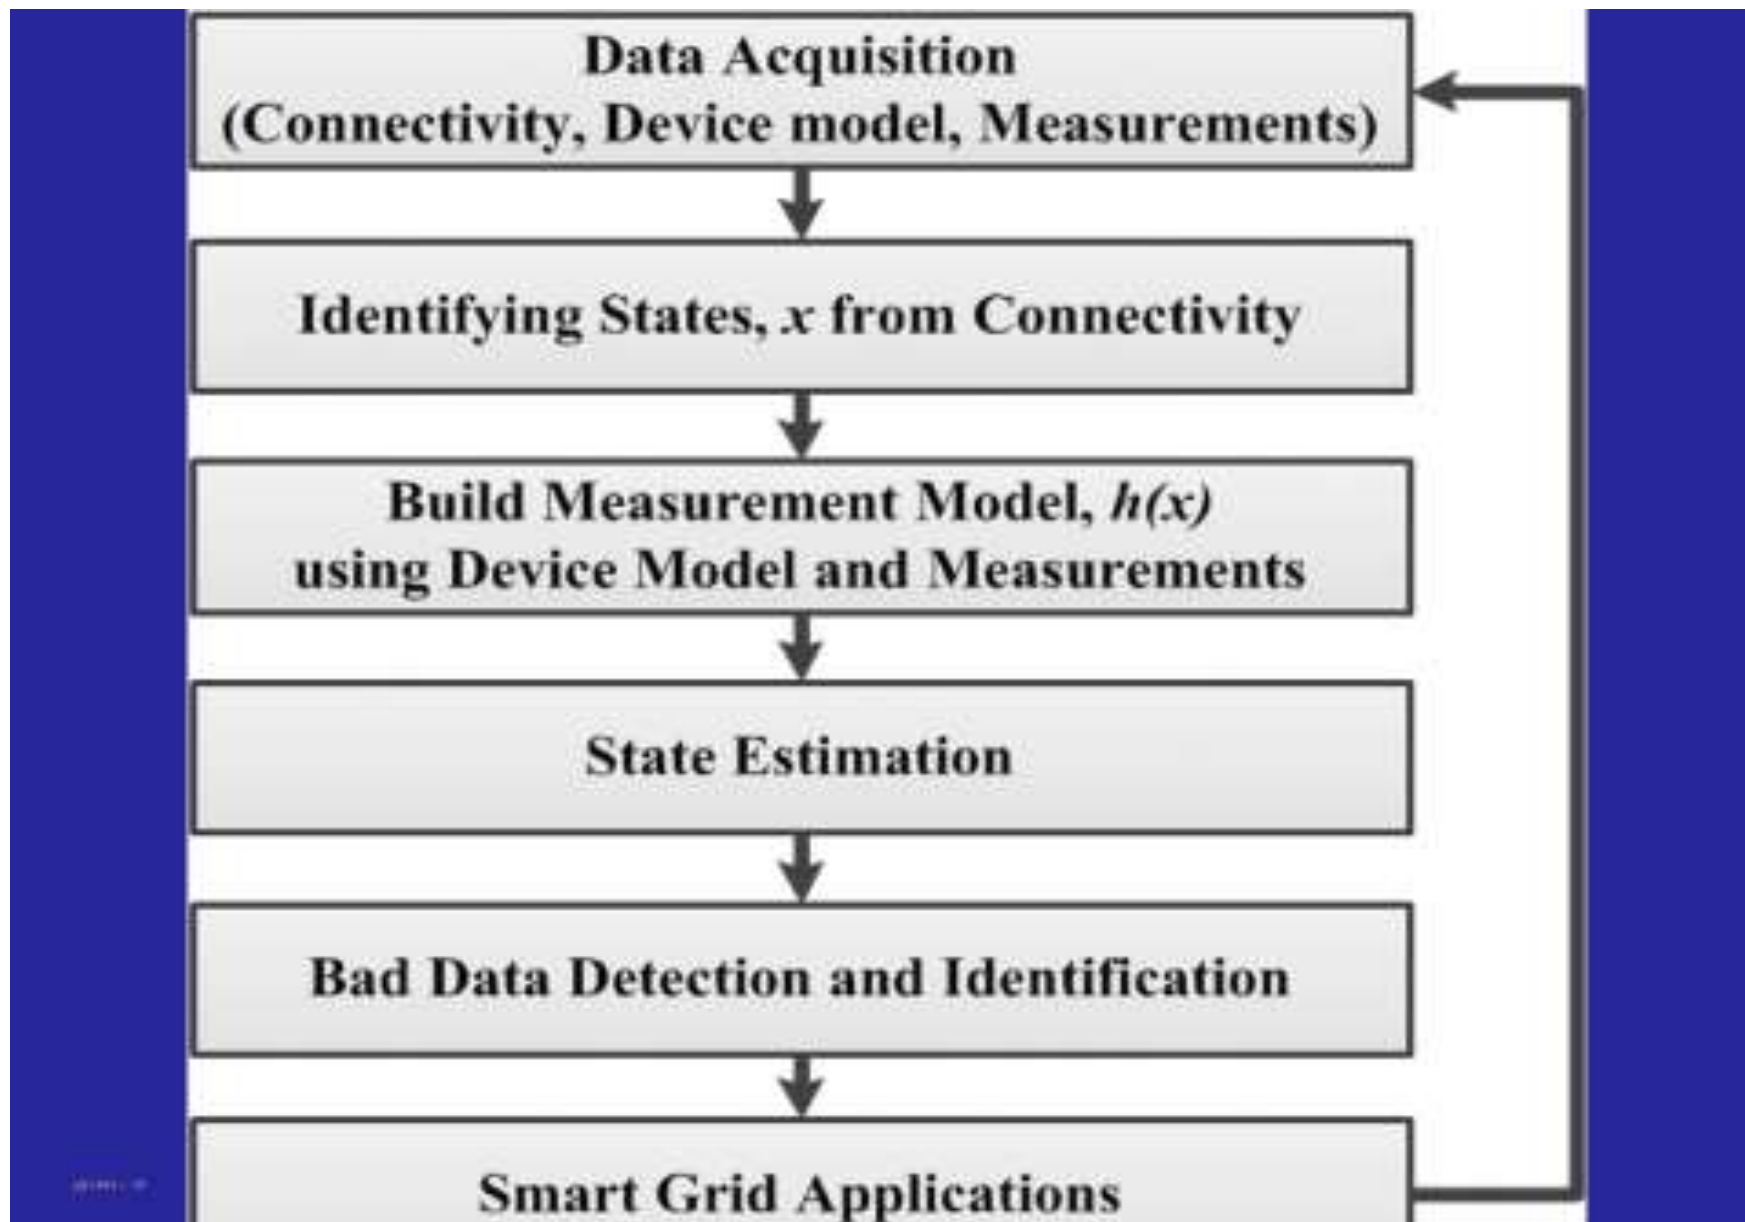 Data Acquisition
(Connectivity, Device model, Measurements)
Identifying States, x from Connectivity
Build Measurement Model, h(x)
using Device Model and Measurements
State Estimation
Bad Data Detection and Identification
Smart Grid Applications